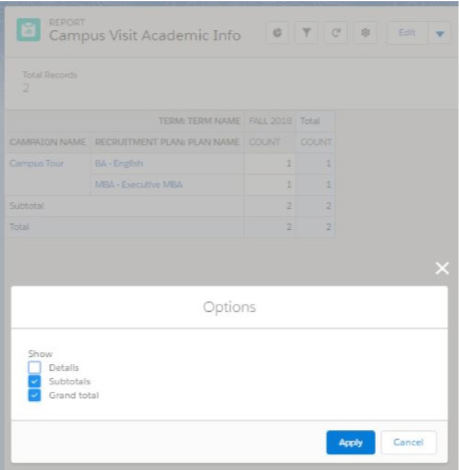 REPORT
Campus Visit Academic Info
Edit
Total Records
2
TERM: TERM NAME FALL 2018 Total
CAMPAIGN NAME RECRUITMENT PLAN: PLAN NAME COUNT COUNT
Campus Tour BA - English 1 1
MBA - Executive MBA 1 1
Subtotal 2 2
Total 2 2
Options
Show
Details
Subtotals
Grand total
Apply Cancel